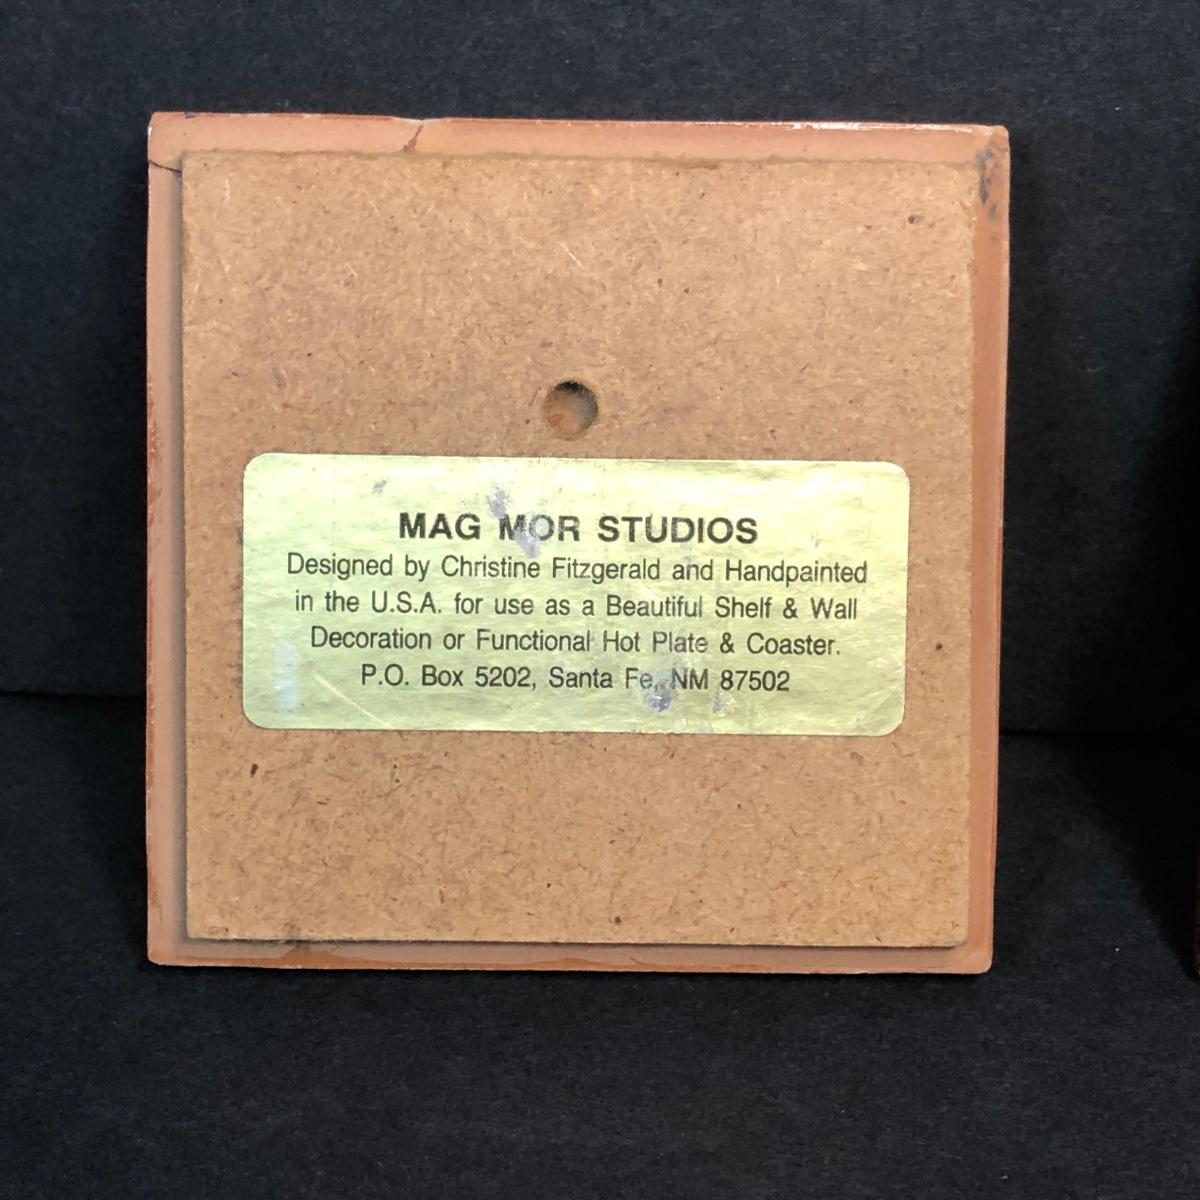 MAG MOR STUDIOS
Designed by Christine Fitzgerald and Handpainted
in the U.S.A. for use as a Beautiful Shelf & Wall
Decoration or Functional Hot Plate & Coaster.
P.O. Box 5202, Santa Fe, NM 87502